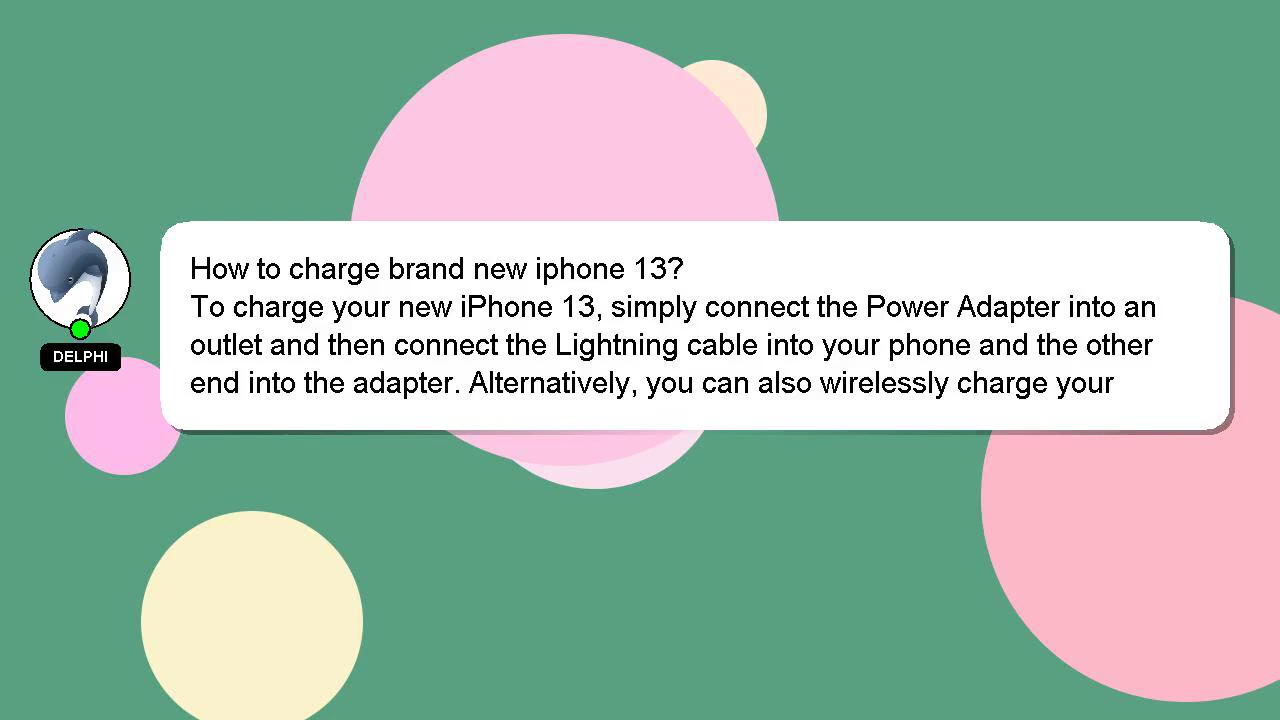 How to charge brand new iphone 13?
To charge your new iPhone 13, simply connect the Power Adapter into an
outlet and then connect the Lightning cable into your phone and the other
end into the adapter. Alternatively, you can also wirelessly charge your
DELPHI